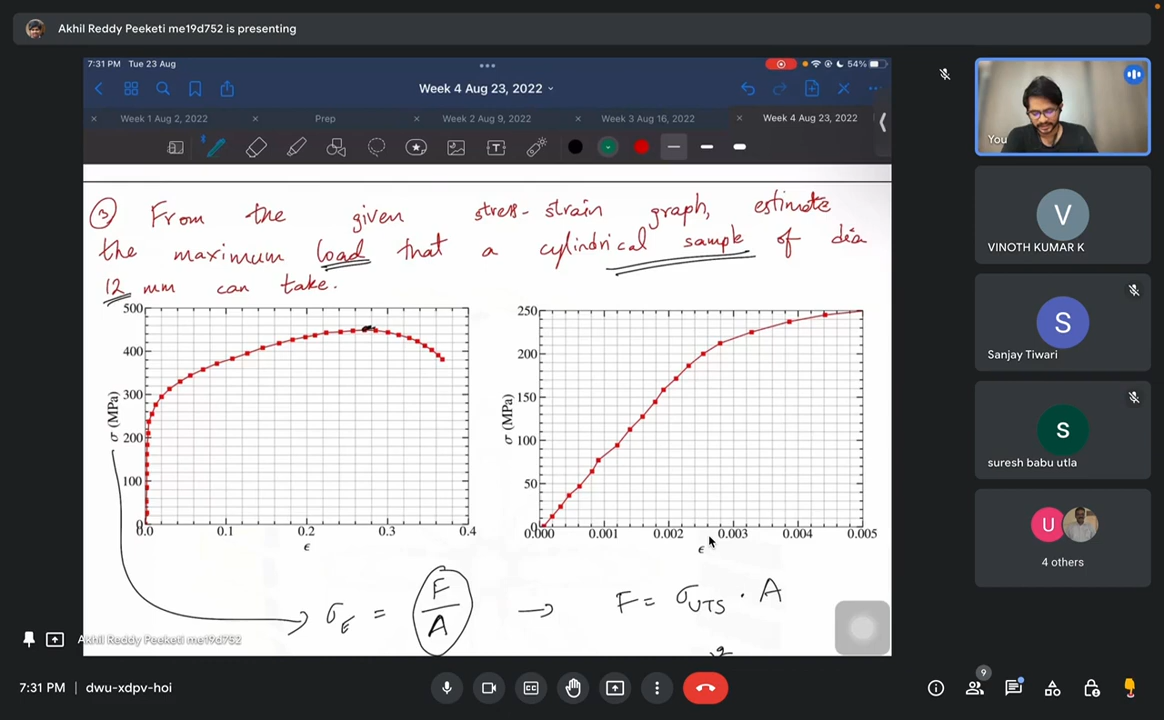 Akhil Reddy Peeketi me19d752 is presenting
7:31 PM Tue 23 Aug
54%
Week 4 Aug 23, 2022
Week 1 Aug 2, 2022
Prep
Week 2 Aug 9, 2022
Week 3 Aug 16, 2022
Week 4 Aug 23, 2022
T
3 From the given stress-strain graph, estimate
the maximum load that a cylindrical sample of dia
12 mm can take.
500
400
300
200
100
0
σ (MPa)
0.0 0.1 0.2 0.3 0.4
ϵ
250
200
150
100
50
0
σ (MPa)
0.000 0.001 0.002 0.003 0.004 0.005
ϵ
σE = F/A → F = σUTS . A
Akhil Reddy Peeketi me19d752
You
V
VINOTH KUMAR K
S
Sanjay Tiwari
S
suresh babu utla
U
4 others
7:31 PM | dwu-xdpv-hoi
CC
9